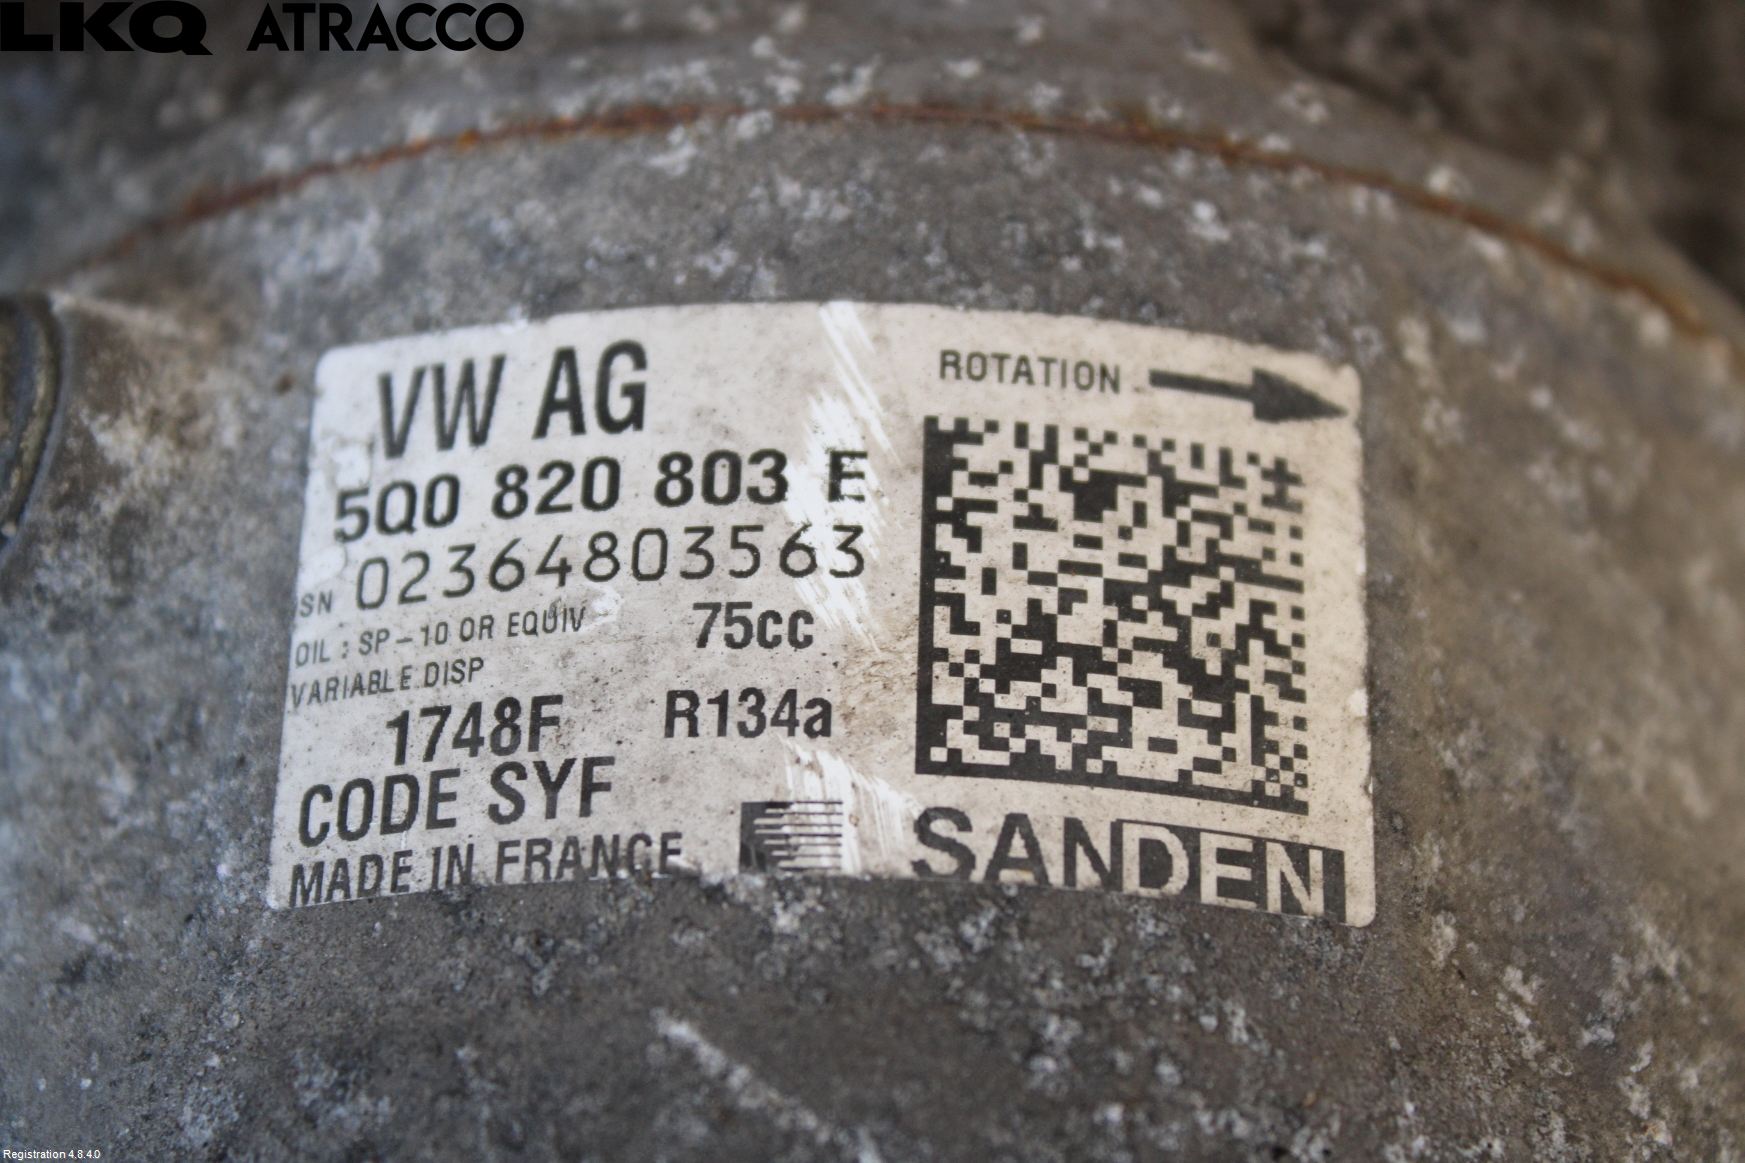 LKQ ATRACCO
VW AG
ROTATION
5Q0 820 803 E
SN 02364803563
OIL : SP-10 OR EQUIV 75cc
VARIABLE DISP
1748F R134a
CODE SYF
MADE IN FRANCE SANDEN
Registration 4.8.4.0